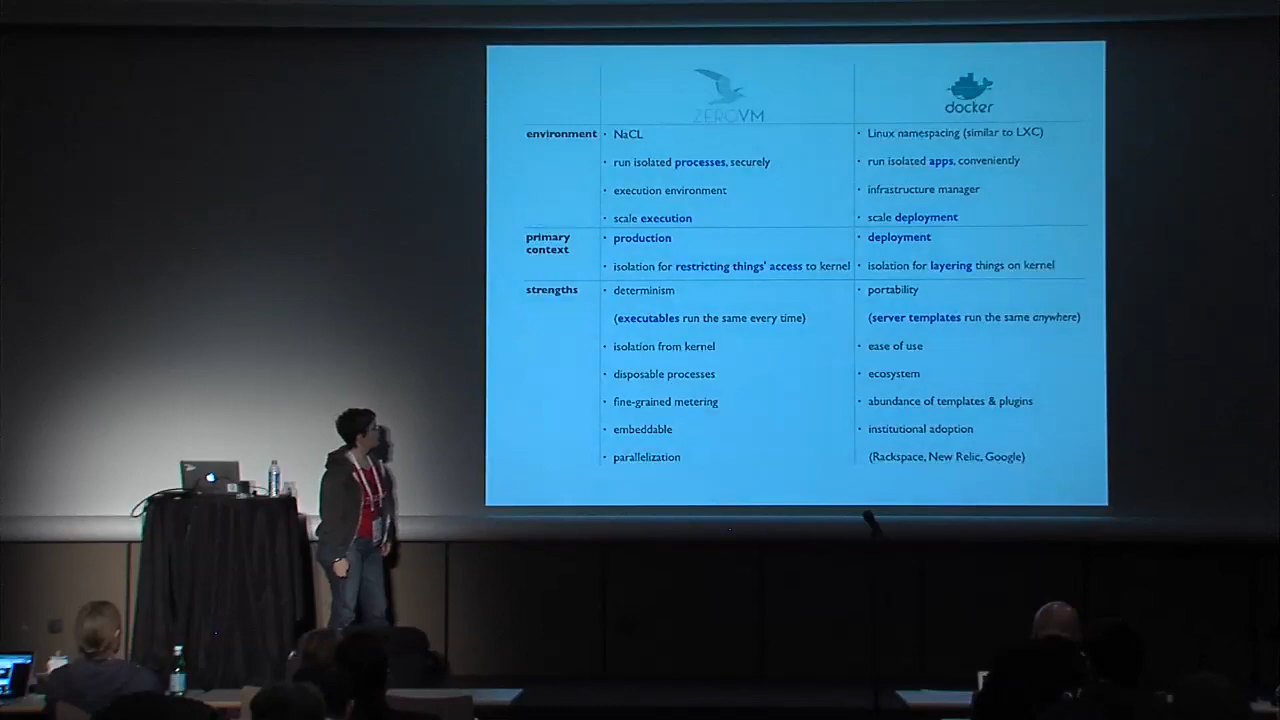 ZEROVM
docker
environment
• NaCL
• Linux namespacing (similar to LXC)
• run isolated processes, securely
• run isolated apps, conveniently
• execution environment
• infrastructure manager
• scale execution
• scale deployment
primary
context
• production
• deployment
• isolation for restricting things' access to kernel
• isolation for layering things on kernel
strengths
• determinism
• portability
(executables run the same every time)
(server templates run the same anywhere)
• isolation from kernel
• ease of use
• disposable processes
• ecosystem
• fine-grained metering
• abundance of templates & plugins
• embeddable
• institutional adoption
• parallelization
(Rackspace, New Relic, Google)